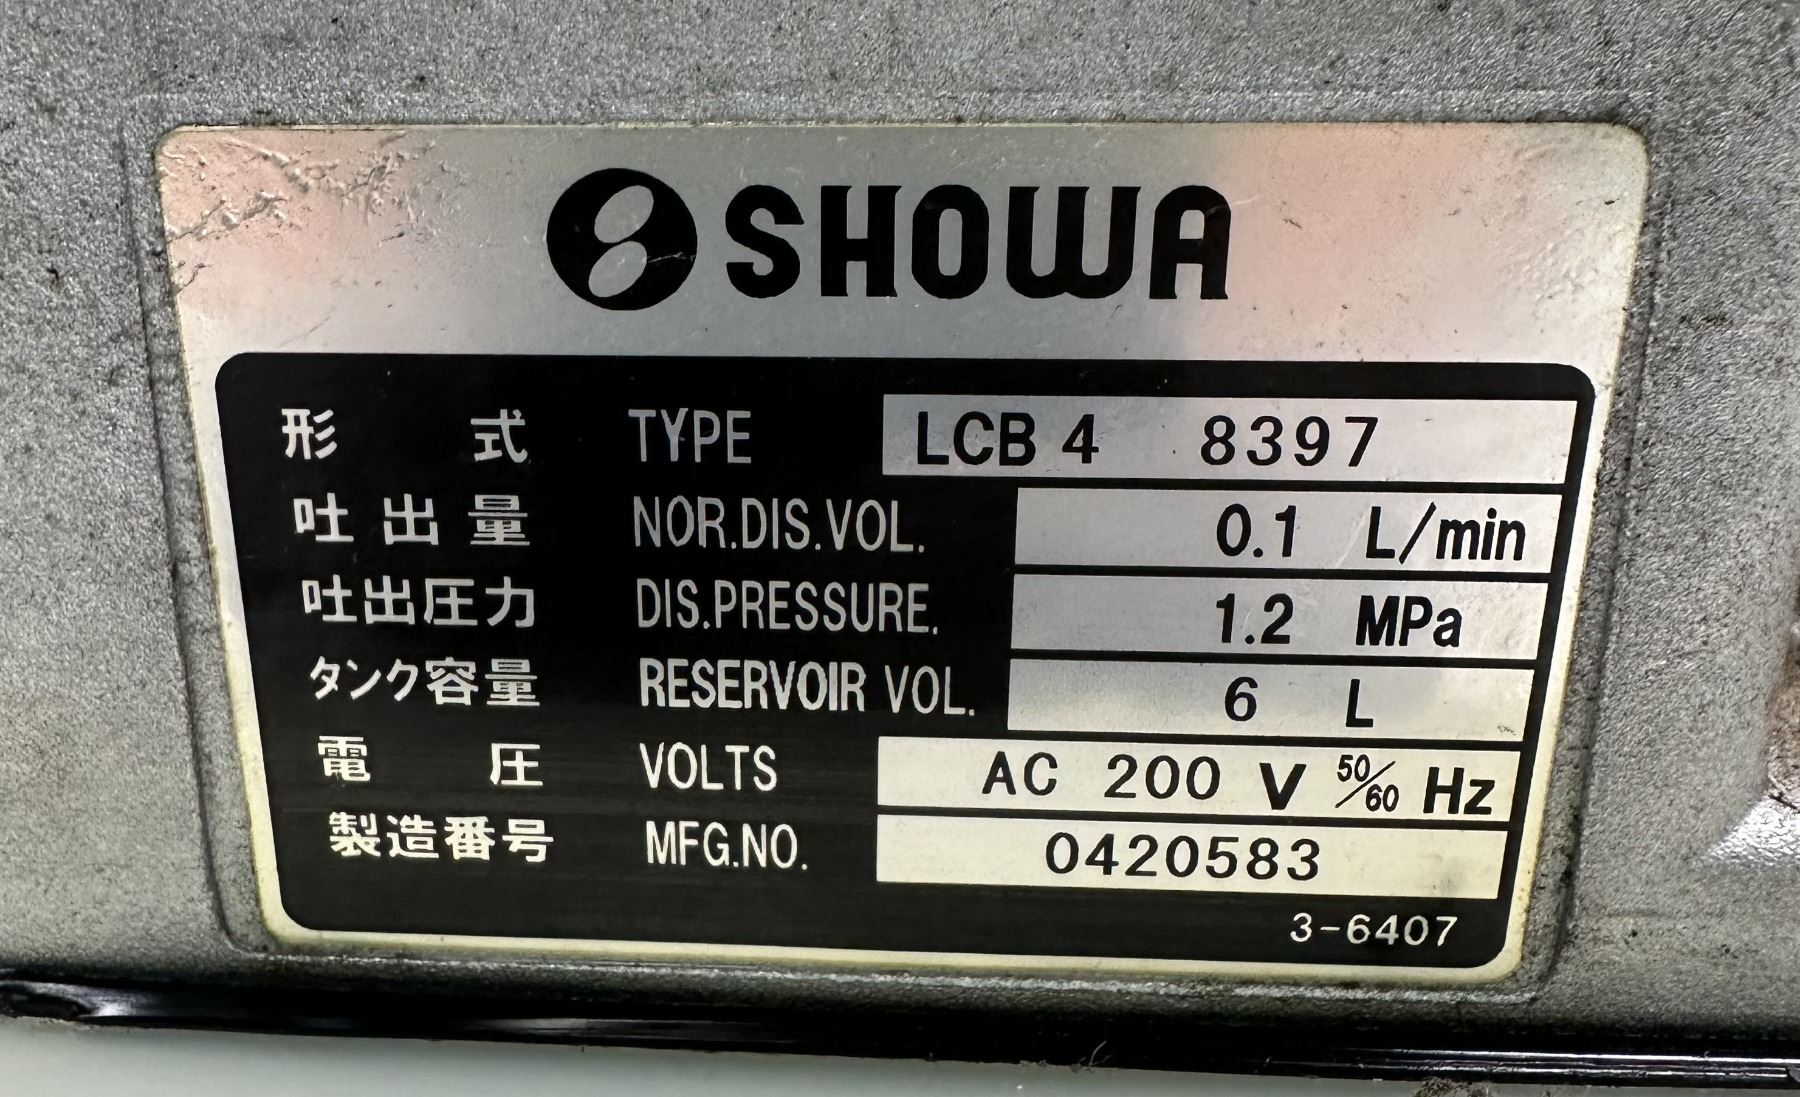 SHOWA
形式 TYPE LCB4 8397
吐出量 NOR.DIS.VOL. 0.1 L/min
吐出圧力 DIS.PRESSURE. 1.2 MPa
タンク容量 RESERVOIR VOL. 6 L
電圧 VOLTS AC 200 V 50/60 Hz
製造番号 MFG.NO. 0420583
3-6407